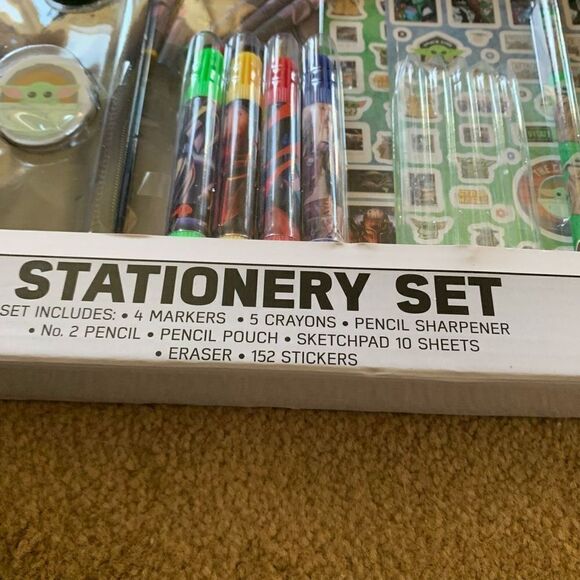 STATIONERY SET
SET INCLUDES: • 4 MARKERS • 5 CRAYONS • PENCIL SHARPENER
• No. 2 PENCIL • PENCIL POUCH • SKETCHPAD 10 SHEETS
• ERASER • 152 STICKERS